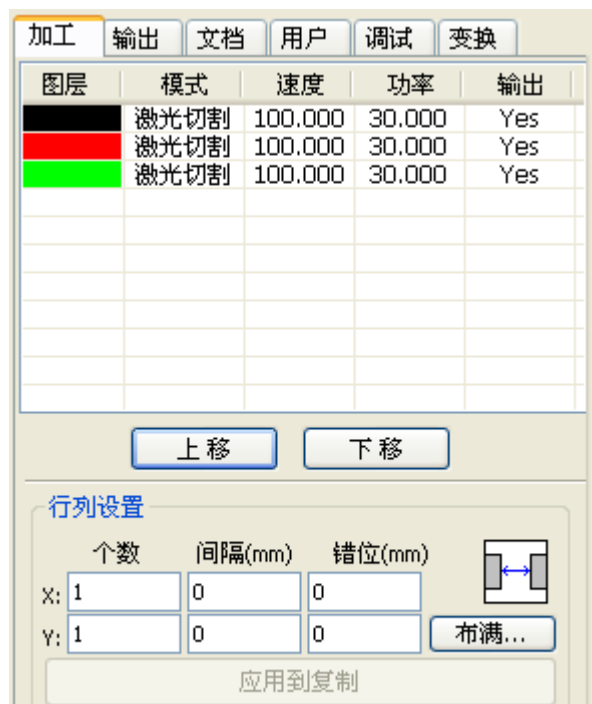 加工 输出 文档 用户 调试 变换
图层 模式 速度 功率 输出
激光切割 100.000 30.000 Yes
激光切割 100.000 30.000 Yes
激光切割 100.000 30.000 Yes
上移 下移
行列设置
个数 间隔(mm) 错位(mm)
X: 1 0 0
Y: 1 0 0 布满...
应用到复制